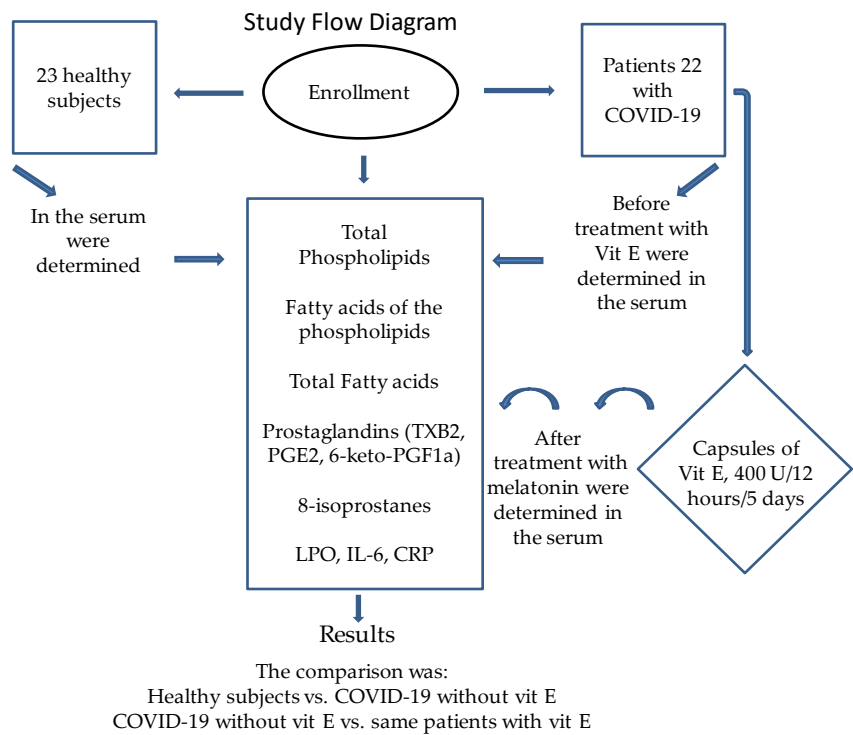 Study Flow Diagram
23 healthy
subjects
Enrollment
Patients 22
with
COVID-19
In the serum
were
determined
Before
treatment with
Vit E were
determined in
the serum
Total
Phospholipids
Fatty acids of the
phospholipids
Total Fatty acids
Prostaglandins (TXB2,
PGE2, 6-keto-PGF1a)
8-isoprostanes
LPO, IL-6, CRP
After
treatment with
melatonin were
determined in
the serum
Capsules of
Vit E, 400 U/12
hours/5 days
Results
The comparison was:
Healthy subjects vs. COVID-19 without vit E
COVID-19 without vit E vs. same patients with vit E